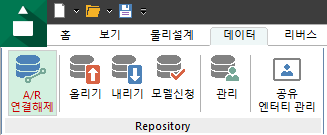 홈 보기 물리설계 데이터 리버스
A/R 올리기 내리기 모델신청 관리 공유
연결해제 엔터티 관리
Repository